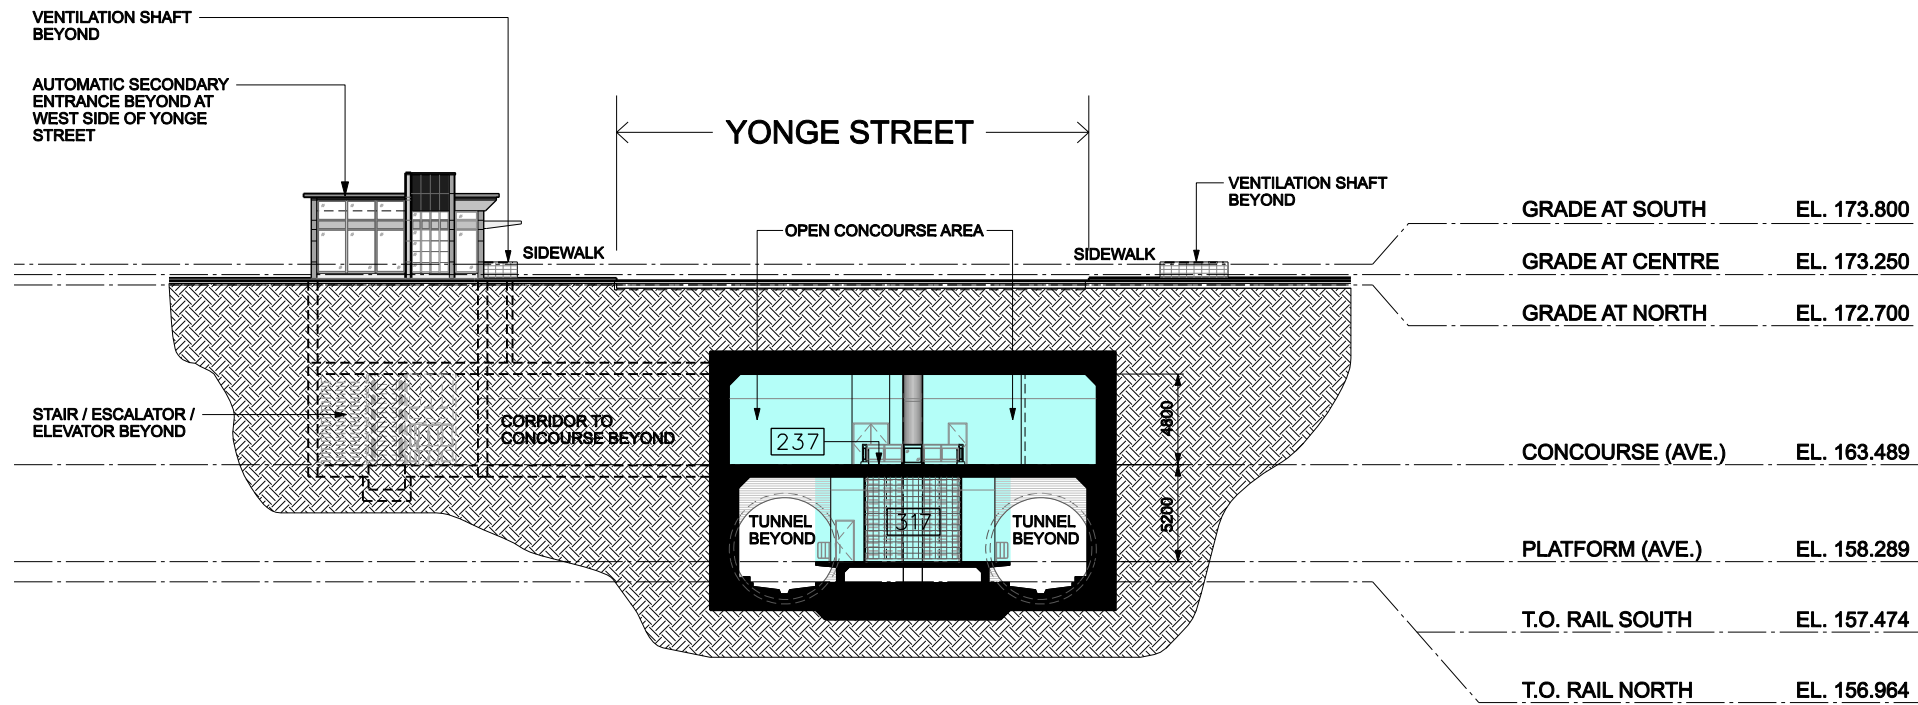 VENTILATION SHAFT
BEYOND
AUTOMATIC SECONDARY
ENTRANCE BEYOND AT
WEST SIDE OF YONGE
STREET
YONGE STREET
VENTILATION SHAFT
BEYOND
OPEN CONCOURSE AREA
SIDEWALK
SIDEWALK
GRADE AT SOUTH EL. 173.800
GRADE AT CENTRE EL. 173.250
GRADE AT NORTH EL. 172.700
STAIR / ESCALATOR /
ELEVATOR BEYOND
CORRIDOR TO
CONCOURSE BEYOND
237
4800
CONCOURSE (AVE.) EL. 163.489
TUNNEL
BEYOND
317
TUNNEL
BEYOND
5200
PLATFORM (AVE.) EL. 158.289
T.O. RAIL SOUTH EL. 157.474
T.O. RAIL NORTH EL. 156.964